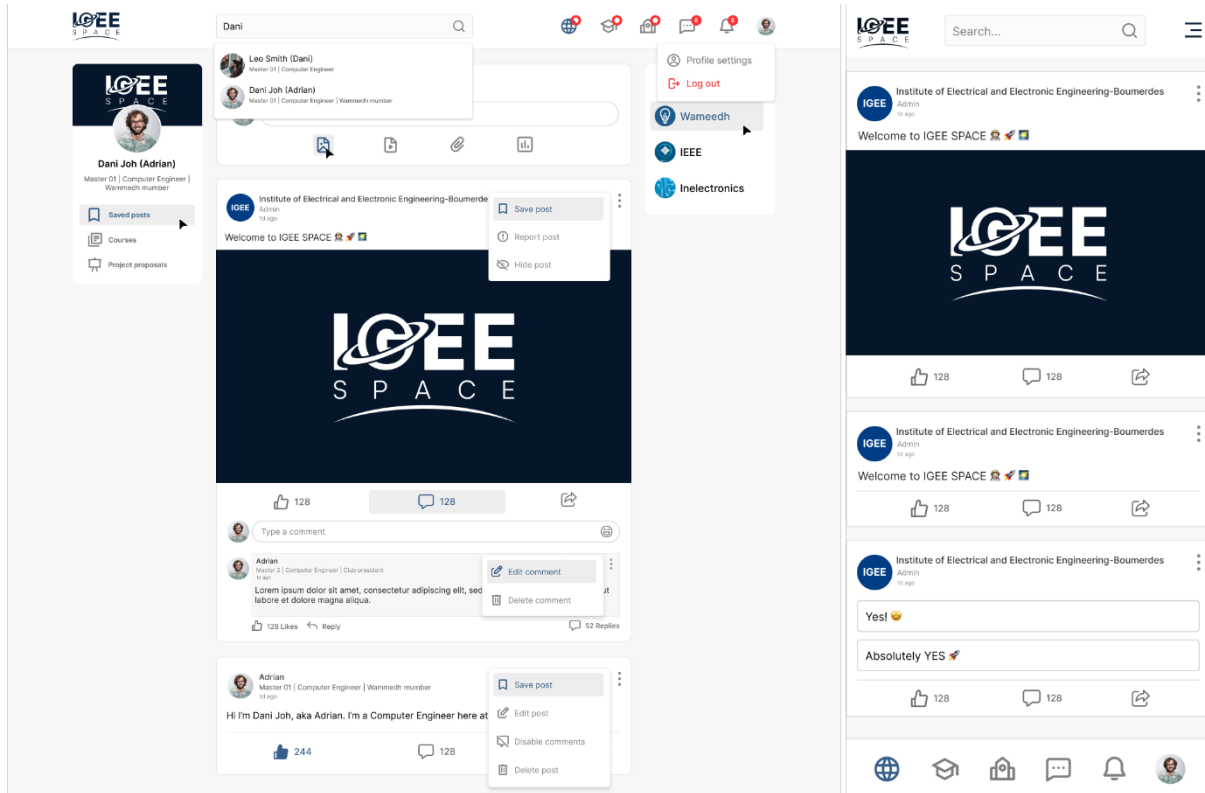 IGEE
SPACE
Dani
8
8
Leo Smith (Dani)
Master 01 | Computer Engineer
Dani Joh (Adrian)
Master 01 | Computer Engineer | Wammedh mumber
Profile settings
Log out
IGEE
SPACE
Dani Joh (Adrian)
Master 01 | Computer Engineer |
Wammedh mumber
Saved posts
Courses
Project proposals
Wameedh
IEEE
Inelectronics
IGEE
Institute of Electrical and Electronic Engineering-Boumerde
Admin
1d ago
Welcome to IGEE SPACE
Save post
Report post
Hide post
IGEE
SPACE
128
128
Type a comment
Adrian
Master 2 | Computer Engineer | Club president
1d ago
Lorem ipsum dolor sit amet, consectetur adipiscing elit, sed
ut
labore et dolore magna aliqua.
Edit comment
Delete comment
128 Likes
Reply
52 Replies
Adrian
Master 01 | Computer Engineer | Wammedh mumber
1d ago
Hi I'm Dani Joh, aka Adrian. I'm a Computer Engineer here at
Save post
Edit post
Disable comments
Delete post
244
128
IGEE
SPACE
Search...
IGEE
Institute of Electrical and Electronic Engineering-Boumerdes
Admin
1d ago
Welcome to IGEE SPACE
IGEE
SPACE
128
128
IGEE
Institute of Electrical and Electronic Engineering-Boumerdes
Admin
1d ago
Welcome to IGEE SPACE
128
128
IGEE
Institute of Electrical and Electronic Engineering-Boumerdes
Admin
1d ago
Yes!
Absolutely YES
128
128